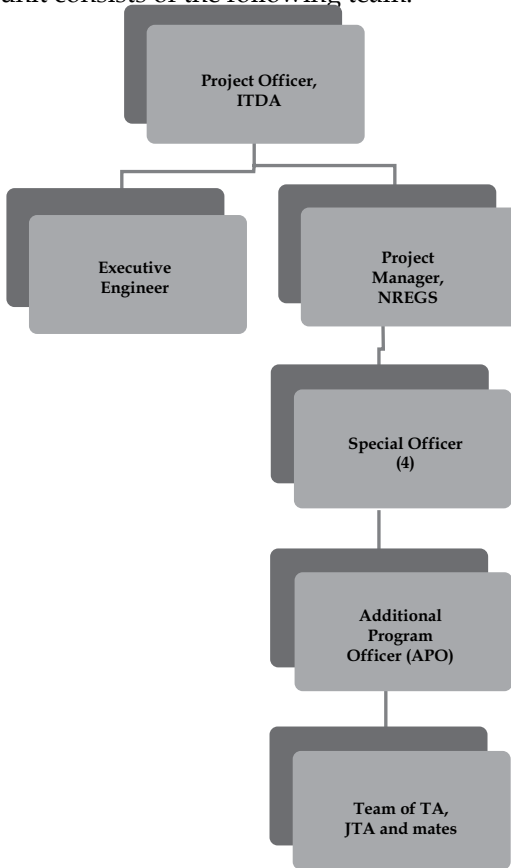 unit consists of the following team:
Project Officer,
ITDA
Executive
Engineer
Project
Manager,
NREGS
Special Officer
(4)
Additional
Program
Officer (APO)
Team of TA,
JTA and mates